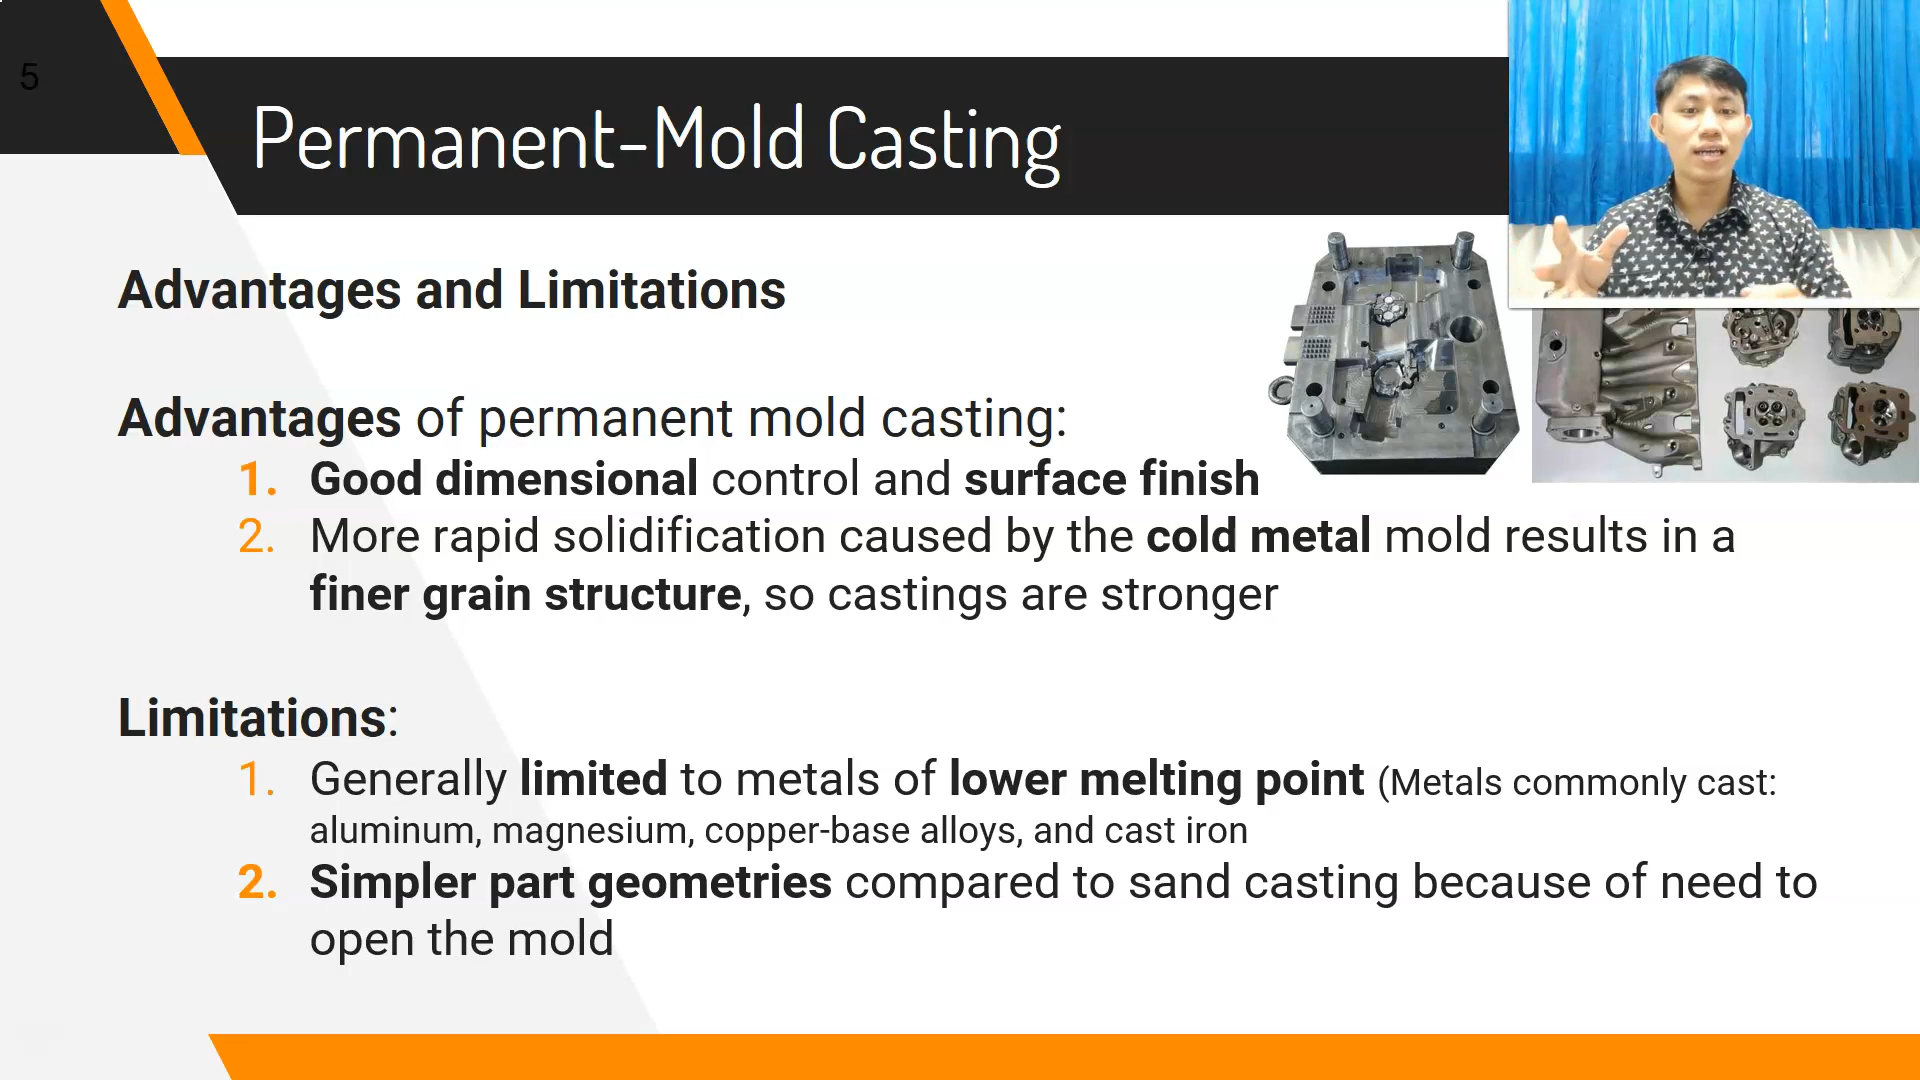 5
Permanent-Mold Casting
Advantages and Limitations
Advantages of permanent mold casting:
1. Good dimensional control and surface finish
2. More rapid solidification caused by the cold metal mold results in a
finer grain structure, so castings are stronger
Limitations:
1. Generally limited to metals of lower melting point (Metals commonly cast:
aluminum, magnesium, copper-base alloys, and cast iron
2. Simpler part geometries compared to sand casting because of need to
open the mold